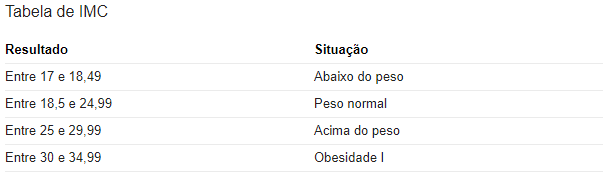 Tabela de IMC
Resultado Situação
Entre 17 e 18,49 Abaixo do peso
Entre 18,5 e 24,99 Peso normal
Entre 25 e 29,99 Acima do peso
Entre 30 e 34,99 Obesidade I